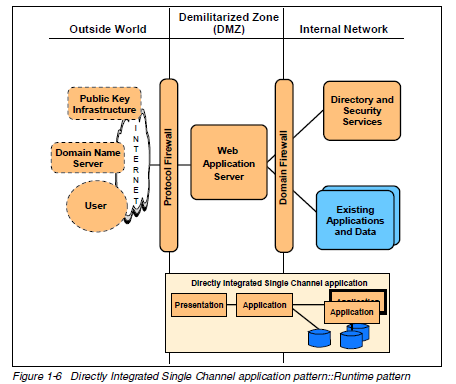 Outside World
Demilitarized Zone
(DMZ)
Internal Network
Public Key
Infrastructure
Domain Name
Server
User
INTERNET
Protocol Firewall
Web
Application
Server
Domain Firewall
Directory and
Security
Services
Existing
Applications
and Data
Directly Integrated Single Channel application
Presentation
Application
Application
Application
Figure 1-6 Directly Integrated Single Channel application pattern::Runtime pattern